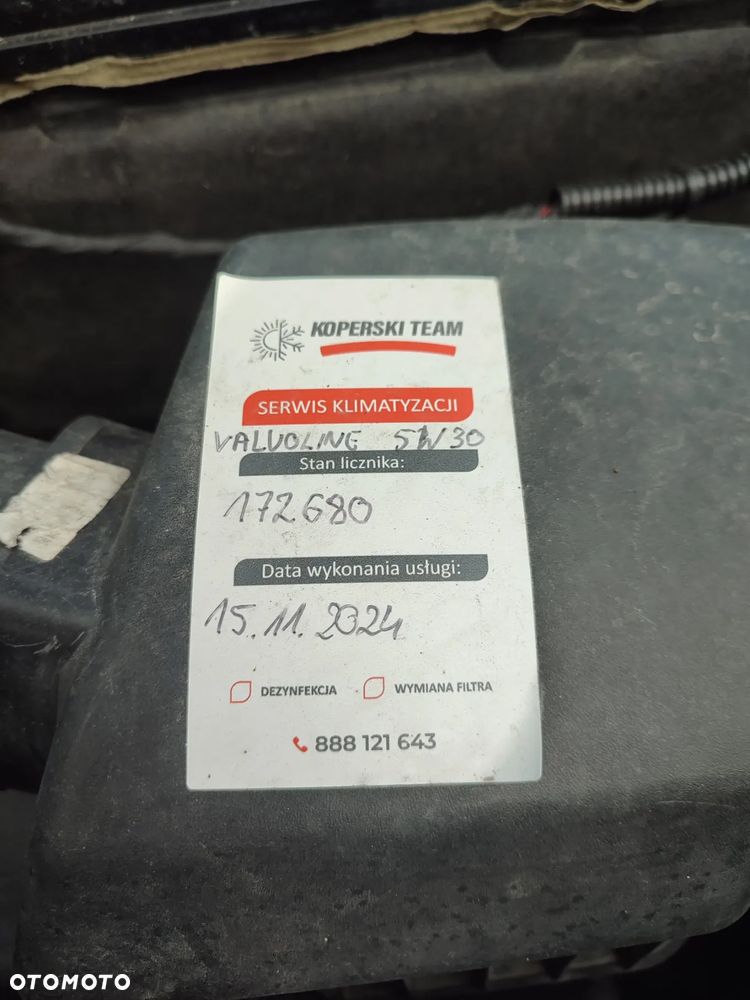 KOPERSKI TEAM
SERWIS KLIMATYZACJI
VALVOLINE 5W30
Stan licznika:
172680
Data wykonania usługi:
15.11.2024
DEZYNFEKCJA WYMIANA FILTRA
888 121 643
OTOMOTO